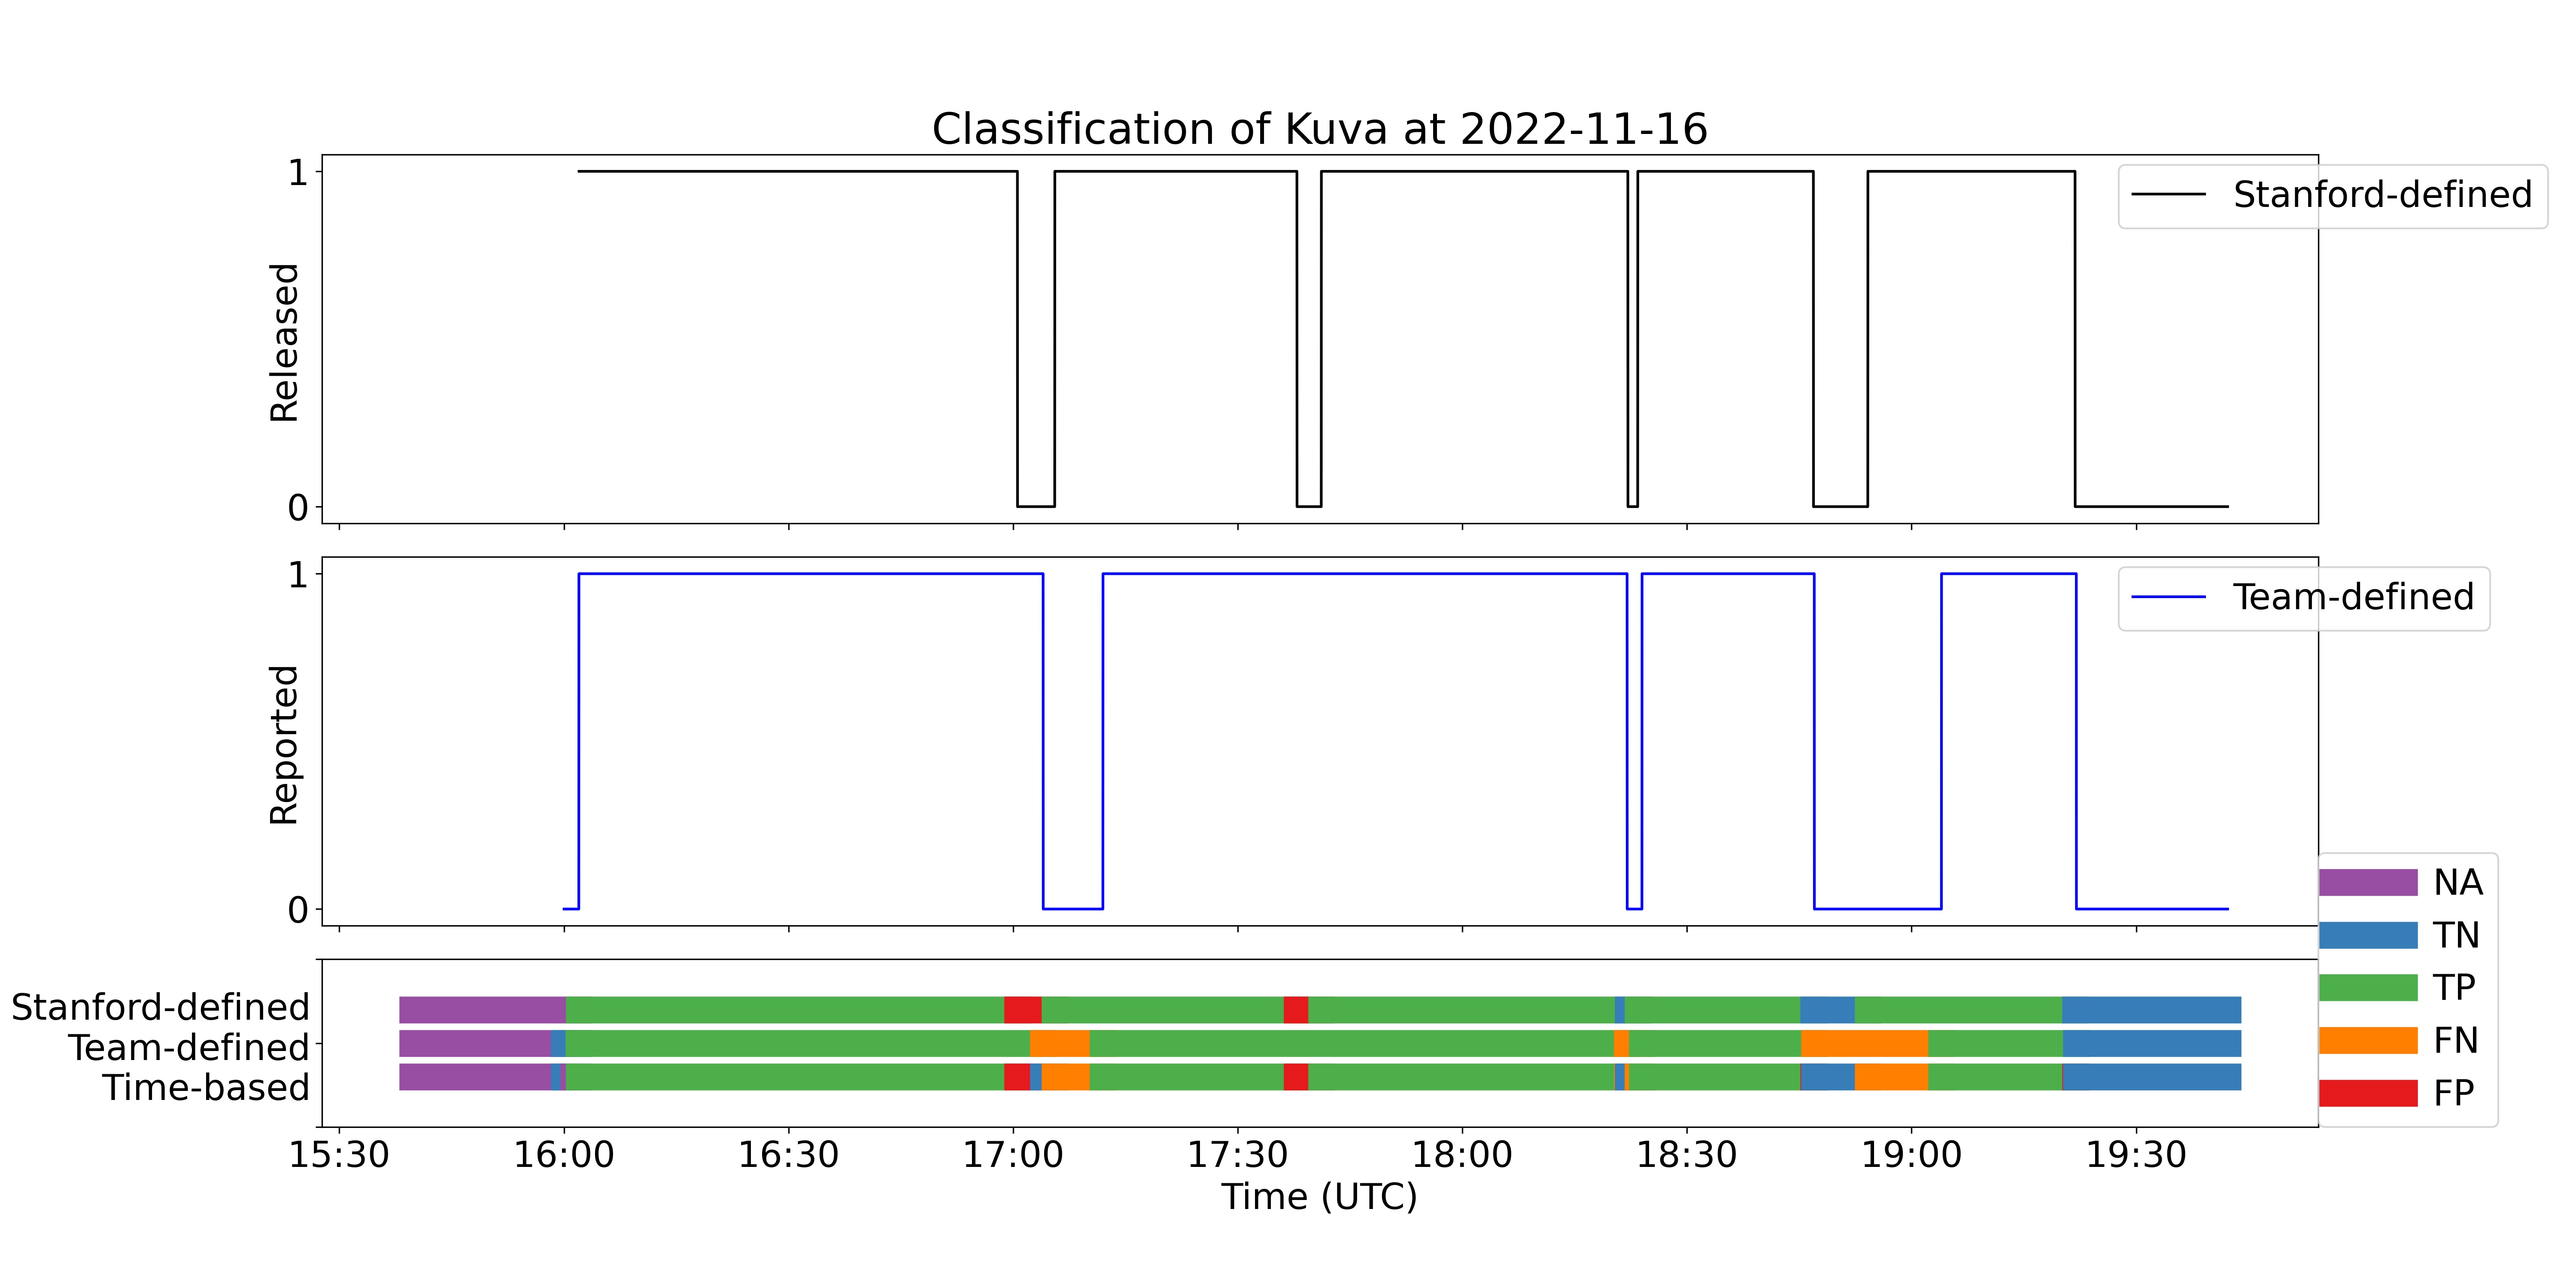 Classification of Kuva at 2022-11-16
1
Released
0
Stanford-defined
1
Reported
0
Team-defined
Stanford-defined
Team-defined
Time-based
NA
TN
TP
FN
FP
15:30 16:00 16:30 17:00 17:30 18:00 18:30 19:00 19:30
Time (UTC)